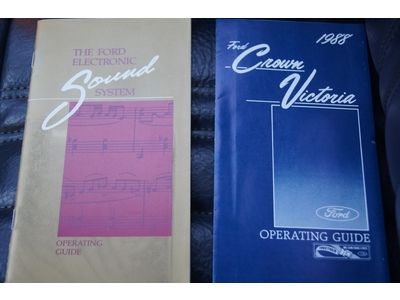 THE FORD
ELECTRONIC
Sound
SYSTEM
OPERATING
GUIDE
1988
Ford
Crown
Victoria
Ford
OPERATING GUIDE